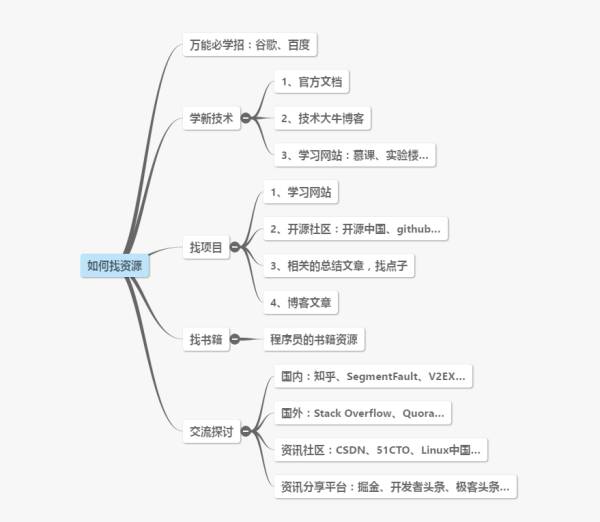 万能必学招：谷歌、百度
1、官方文档
学新技术
2、技术大牛博客
3、学习网站：慕课、实验楼...
1、学习网站
2、开源社区：开源中国、github...
找项目
如何找资源
3、相关的总结文章，找点子
4、博客文章
找书籍
程序员的书籍资源
国内：知乎、SegmentFault、V2EX...
国外：Stack Overflow、Quora...
交流探讨
资讯社区：CSDN、51CTO、Linux中国...
资讯分享平台：掘金、开发者头条、极客头条...